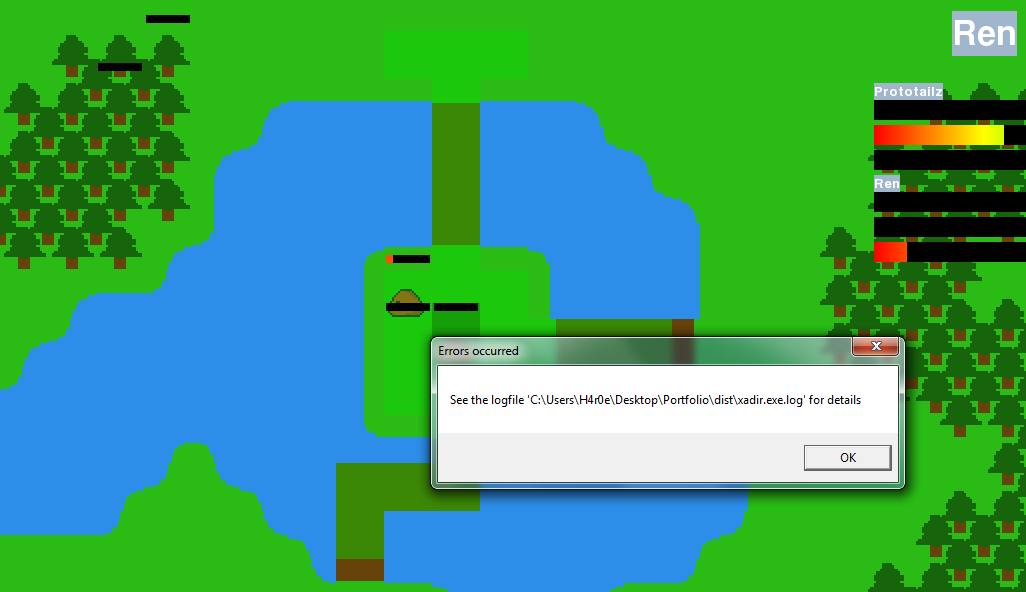 Ren
Prototailz
Ren
Errors occurred
See the logfile 'C:\Users\H4r0e\Desktop\Portfolio\dist\xadir.exe.log' for details
OK